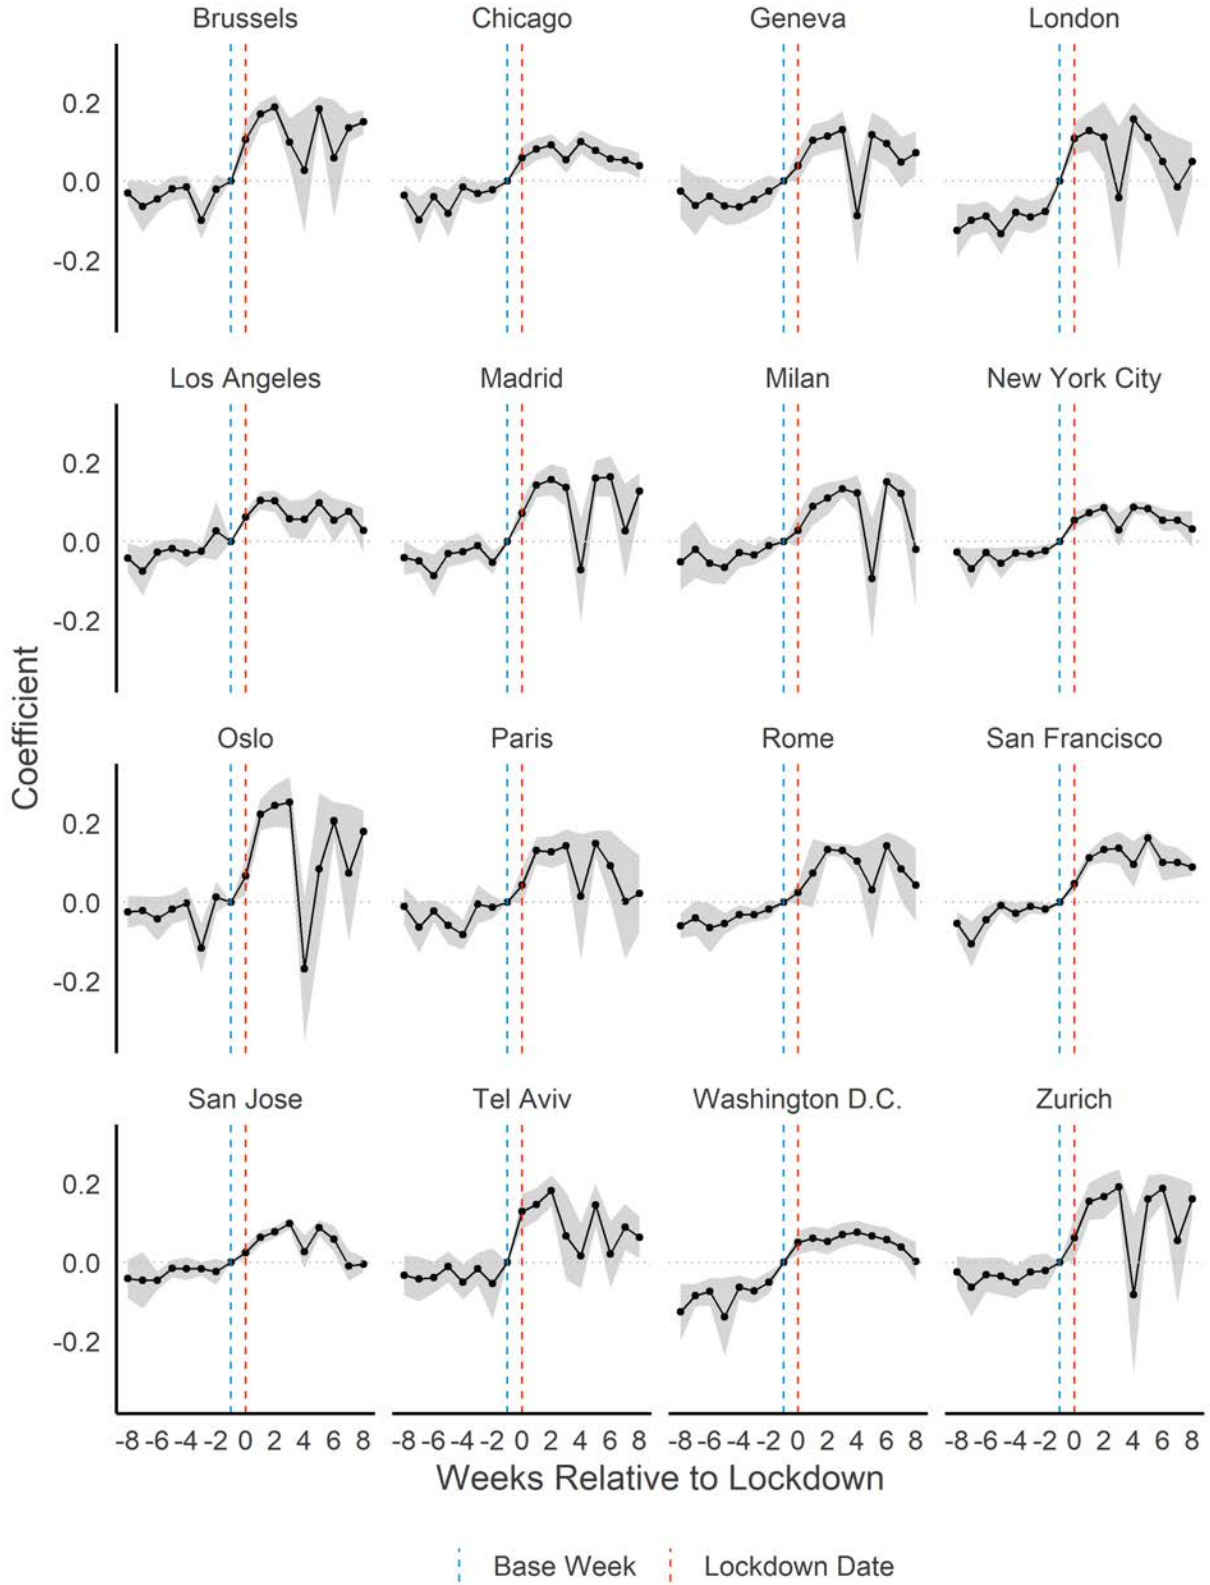 Brussels Chicago Geneva London
0.2
0.0
-0.2
Los Angeles Madrid Milan New York City
0.2
0.0
-0.2
Coefficient
Oslo Paris Rome San Francisco
0.2
0.0
-0.2
San Jose Tel Aviv Washington D.C. Zurich
0.2
0.0
-0.2
-8 -6 -4 -2 0 2 4 6 8 -8 -6 -4 -2 0 2 4 6 8 -8 -6 -4 -2 0 2 4 6 8 -8 -6 -4 -2 0 2 4 6 8
Weeks Relative to Lockdown
Base Week Lockdown Date